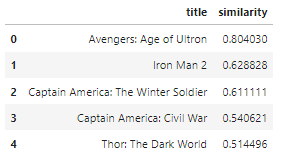 title similarity
0 Avengers: Age of Ultron 0.804030
1 Iron Man 2 0.628828
2 Captain America: The Winter Soldier 0.611111
3 Captain America: Civil War 0.540621
4 Thor: The Dark World 0.514496